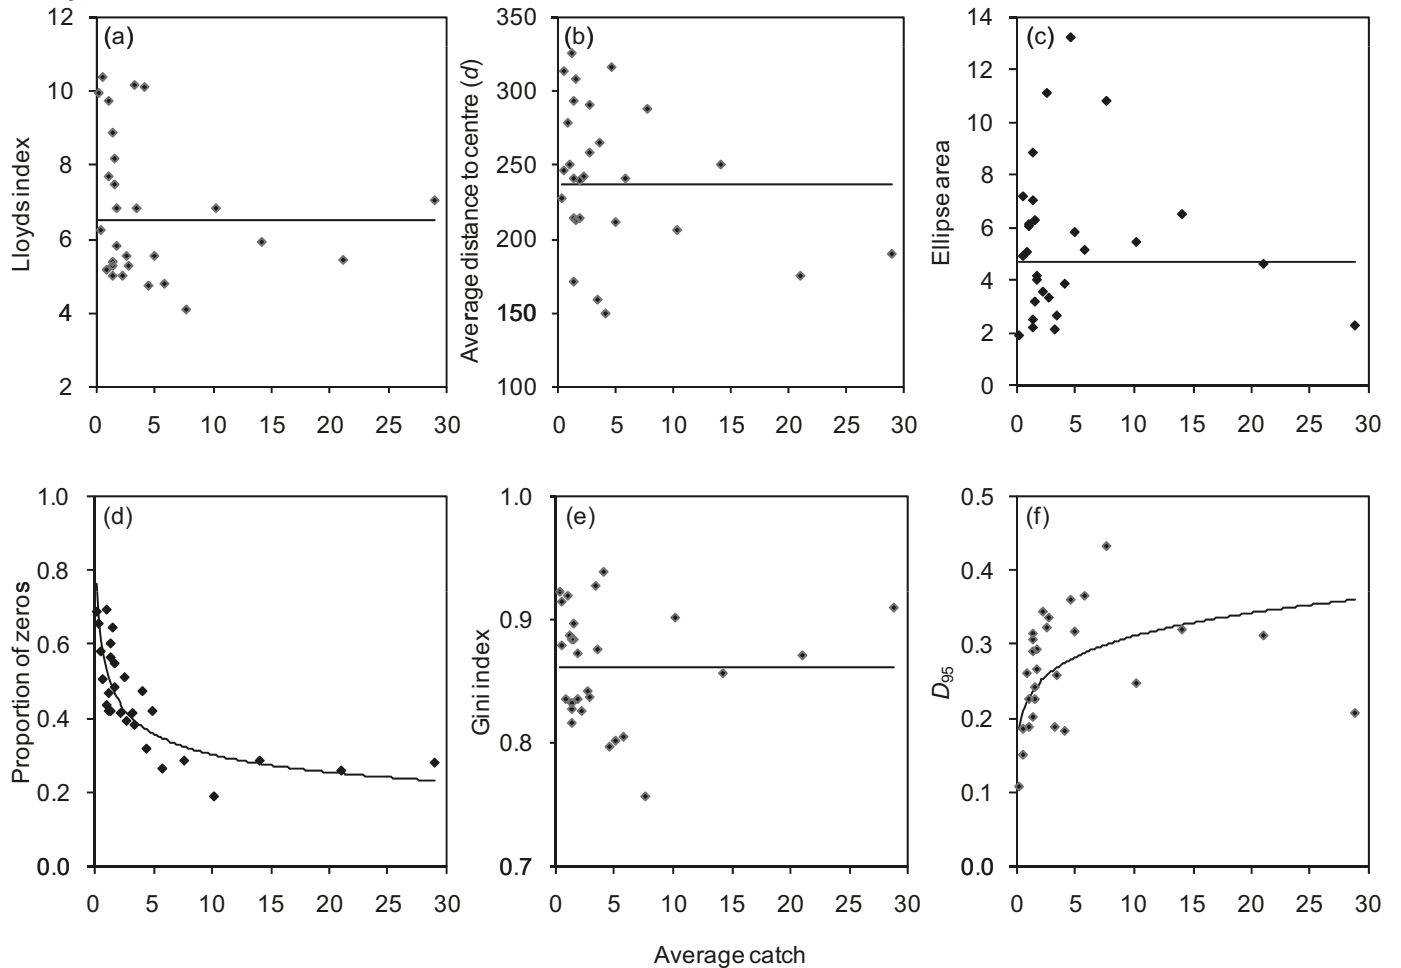 12
10
8
6
4
2
Lloyds index
(a)
0 5 10 15 20 25 30
350
300
250
200
150
100
Average distance to centre (d)
(b)
0 5 10 15 20 25 30
14
12
10
8
6
4
2
0
Ellipse area
(c)
0 5 10 15 20 25 30
1.0
0.8
0.6
0.4
0.2
0.0
Proportion of zeros
(d)
0 5 10 15 20 25 30
1.0
0.9
0.8
0.7
Gini index
(e)
0 5 10 15 20 25 30
0.5
0.4
0.3
0.2
0.1
0.0
D95
(f)
0 5 10 15 20 25 30
Average catch